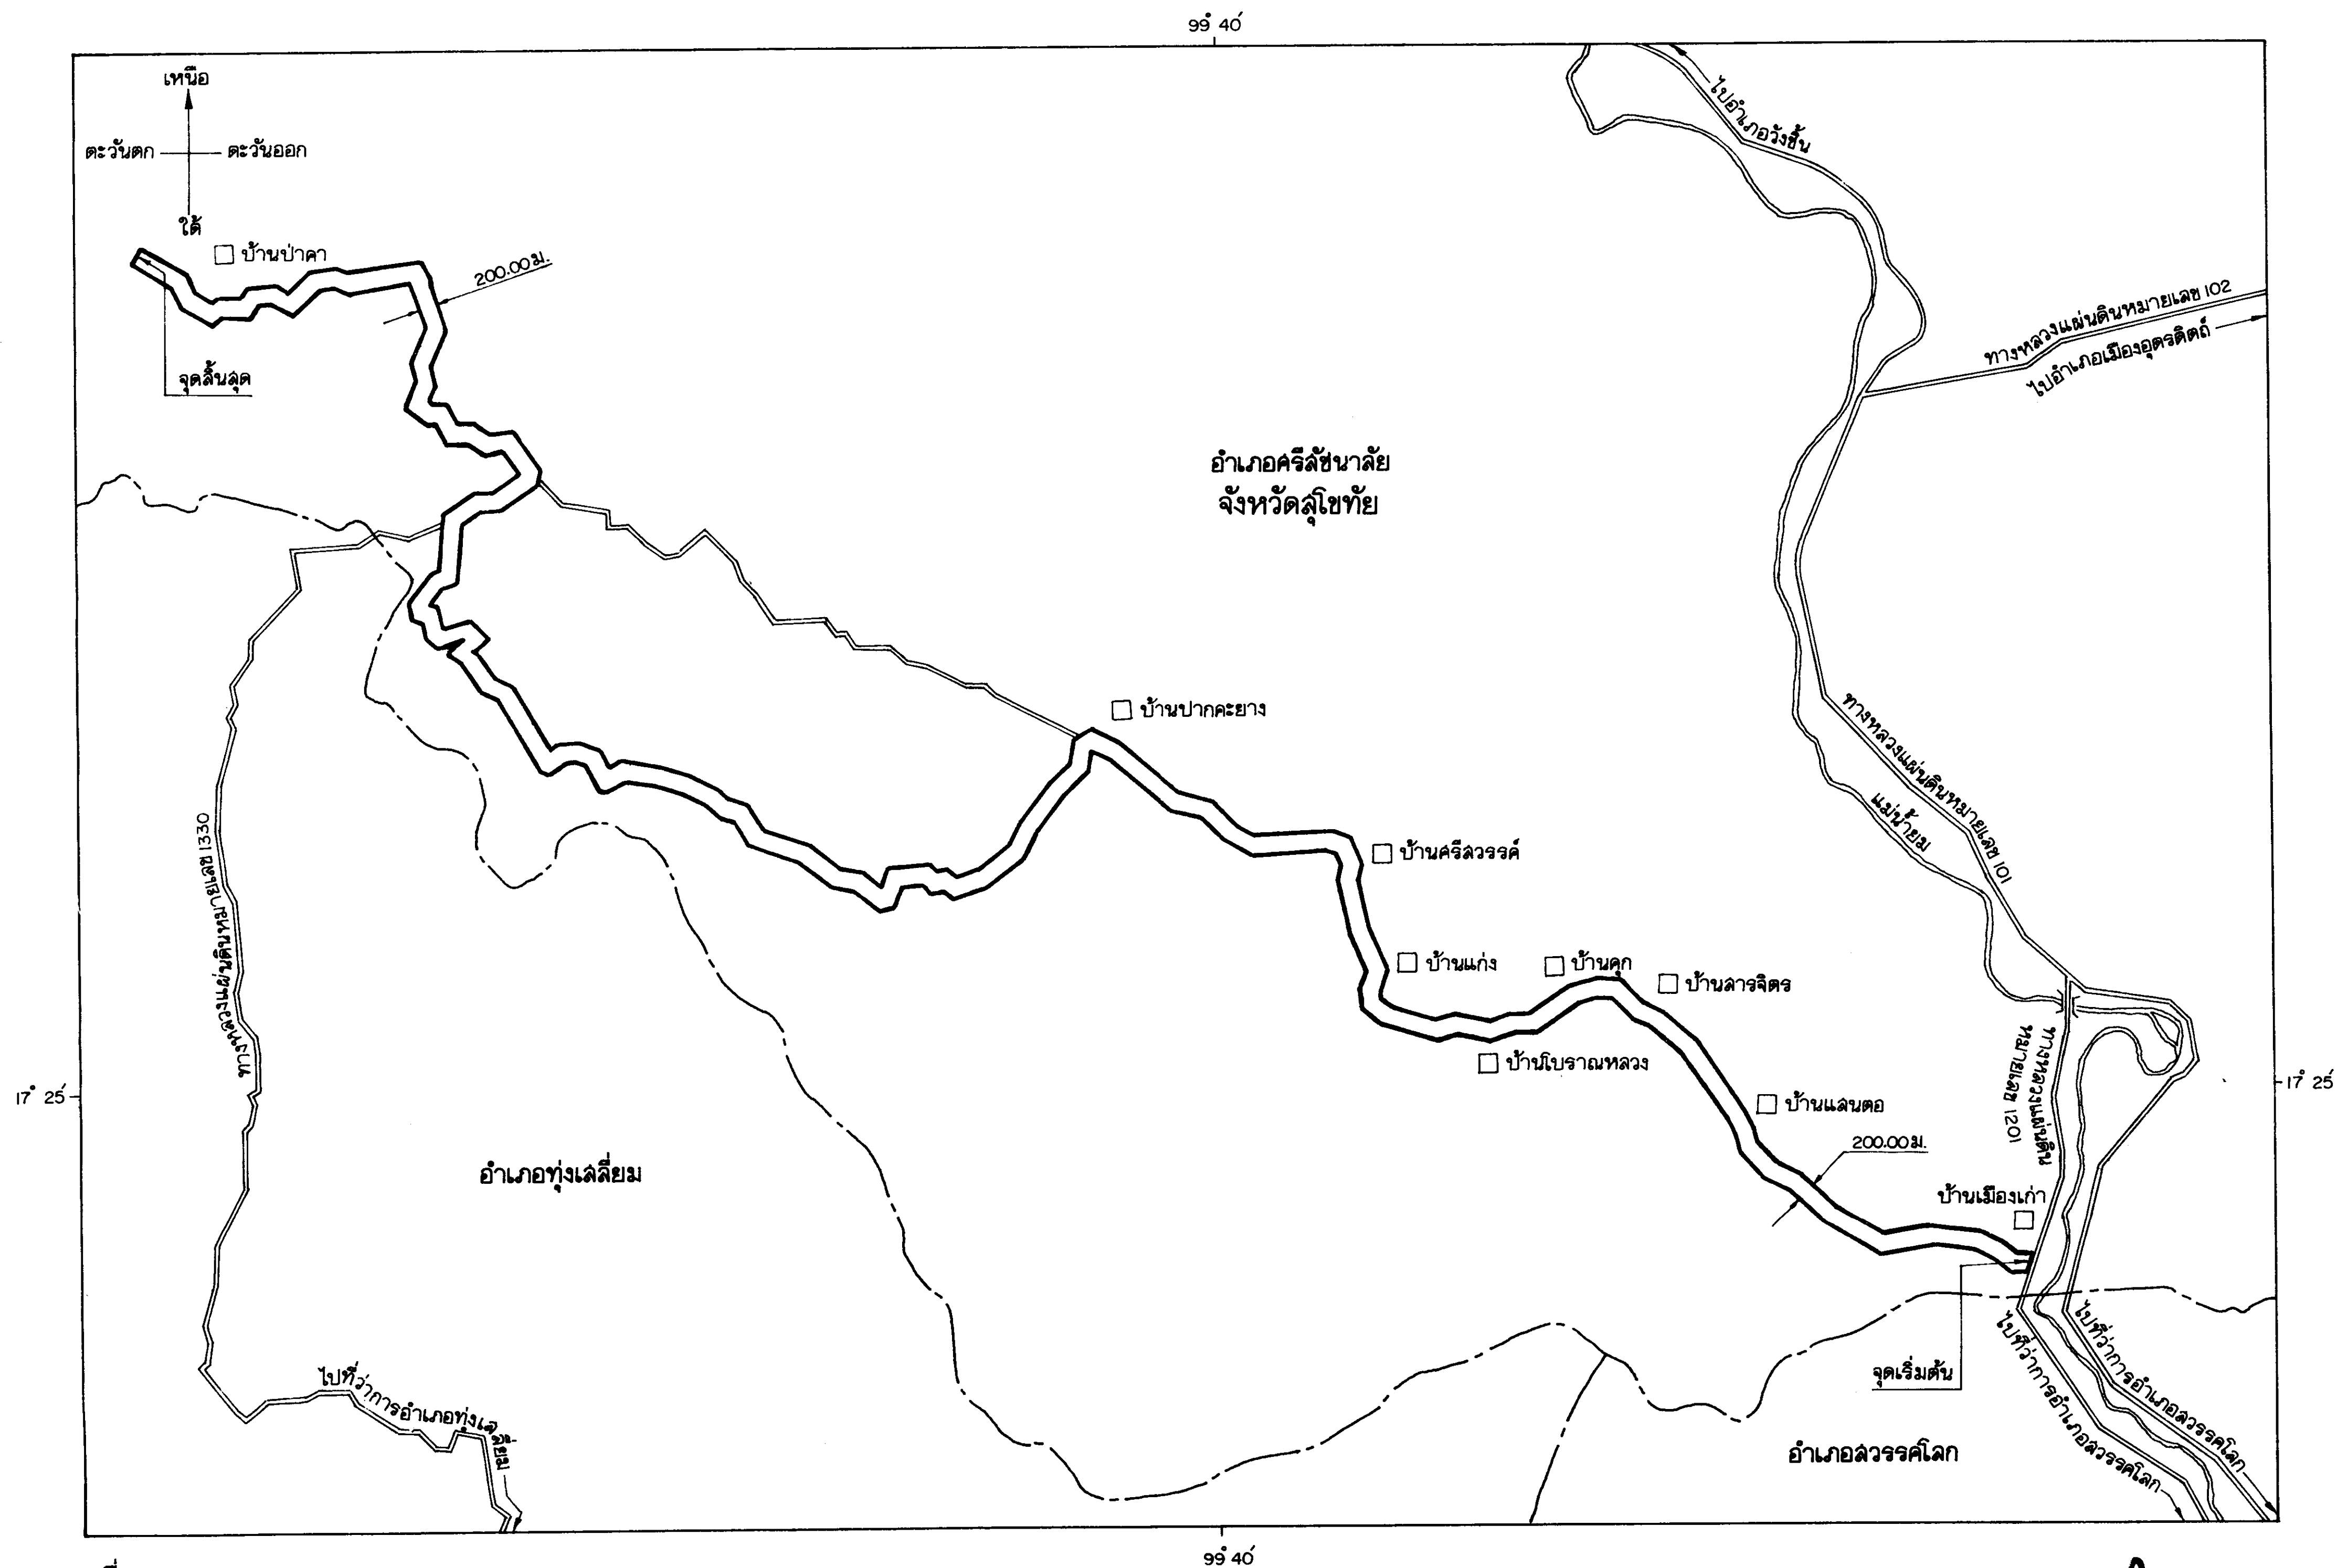 99° 40′
เหนือ
ตะวันตก
ตะวันออก
ใต้
บ้านป่าคา
200.00 ม.
จุดสิ้นสุด
ไปอำเภอวังชิ้น
ทางหลวงแผ่นดินหมายเลข 102
ไปอำเภอเมืองอุตรดิตถ์
อำเภอศรีสัชนาลัย
จังหวัดสุโขทัย
บ้านปากคะยาง
ทางหลวงแผ่นดินหมายเลข 101
แม่น้ำยม
ทางหลวงแผ่นดินหมายเลข 1330
บ้านศรีสวรรค์
บ้านแก่ง
บ้านคุก
บ้านสารจิตร
บ้านโบราณหลวง
ทางหลวงแผ่นดิน
หมายเลข 1201
17° 25′
17° 25′
บ้านแสนตอ
200.00 ม.
อำเภอทุ่งเสลี่ยม
บ้านเมืองเก่า
จุดเริ่มต้น
ไปที่ว่าการอำเภอทุ่งเสลี่ยม
ไปที่ว่าการอำเภอสวรรคโลก
ไปที่ว่าการอำเภอสวรรคโลก
อำเภอสวรรคโลก
99° 40′